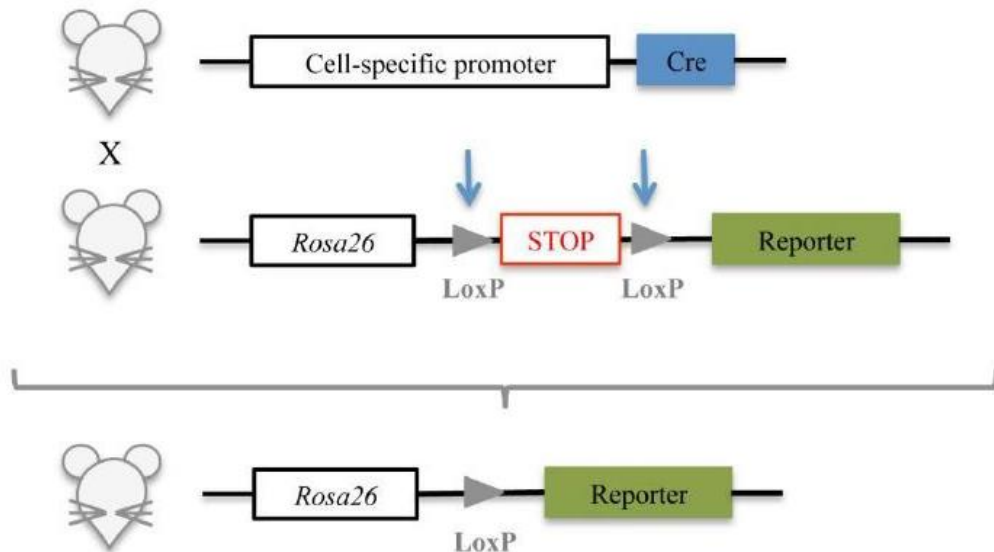 Cell-specific promoter Cre
X
Rosa26 STOP Reporter
LoxP LoxP
Rosa26 Reporter
LoxP